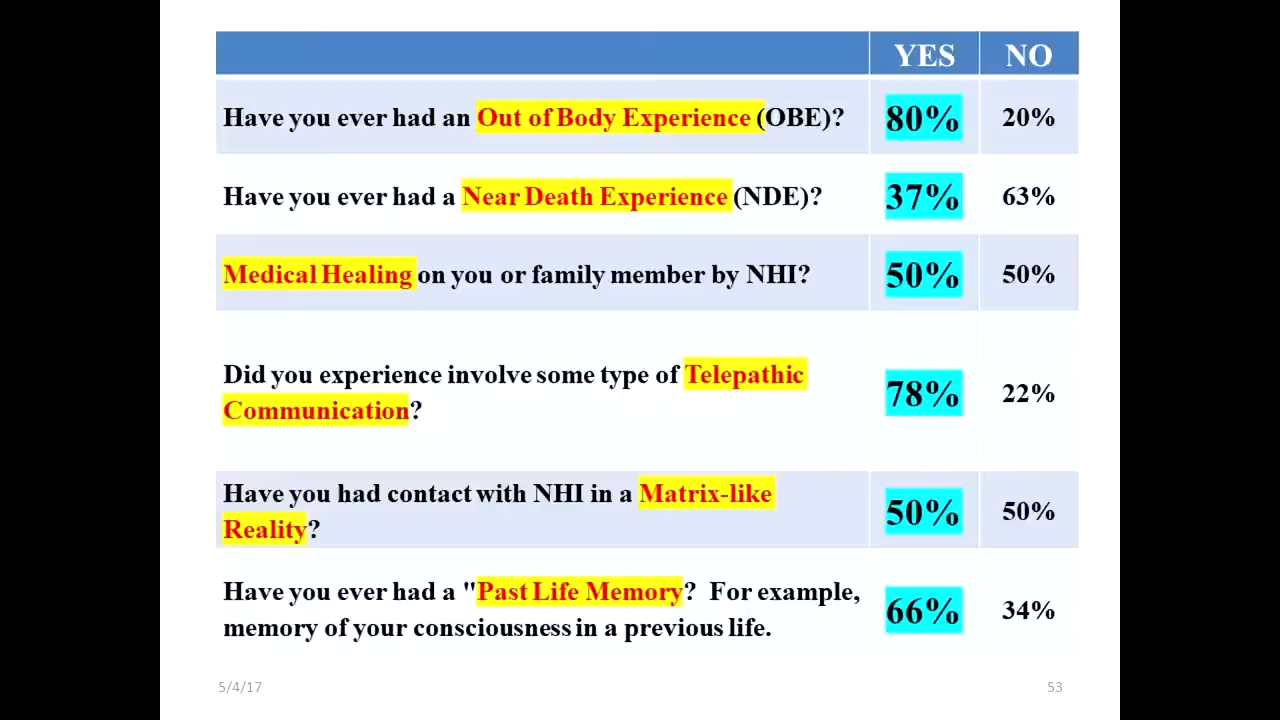 YES NO
Have you ever had an Out of Body Experience (OBE)? 80% 20%
Have you ever had a Near Death Experience (NDE)? 37% 63%
Medical Healing on you or family member by NHI? 50% 50%
Did you experience involve some type of Telepathic
Communication? 78% 22%
Have you had contact with NHI in a Matrix-like
Reality? 50% 50%
Have you ever had a "Past Life Memory? For example,
memory of your consciousness in a previous life. 66% 34%
5/4/17 53